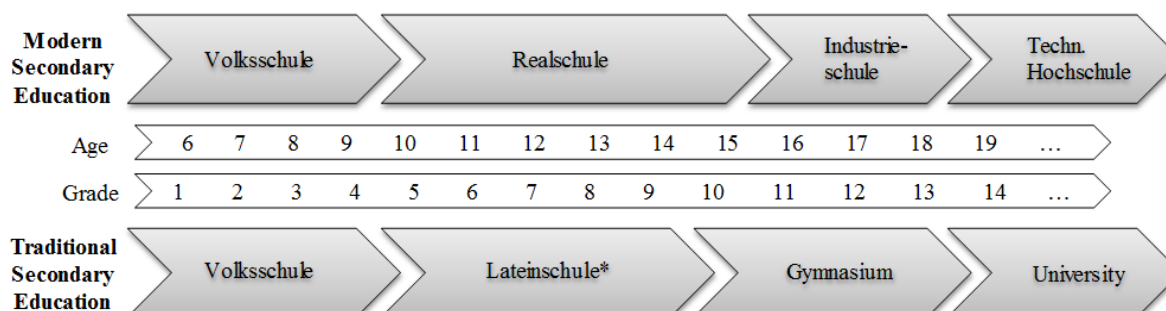 Modern
Secondary
Education
Volksschule
Realschule
Industrie-
schule
Techn.
Hochschule
Age
6 7 8 9 10 11 12 13 14 15 16 17 18 19 ...
Grade
1 2 3 4 5 6 7 8 9 10 11 12 13 14 ...
Traditional
Secondary
Education
Volksschule
Lateinschule*
Gymnasium
University